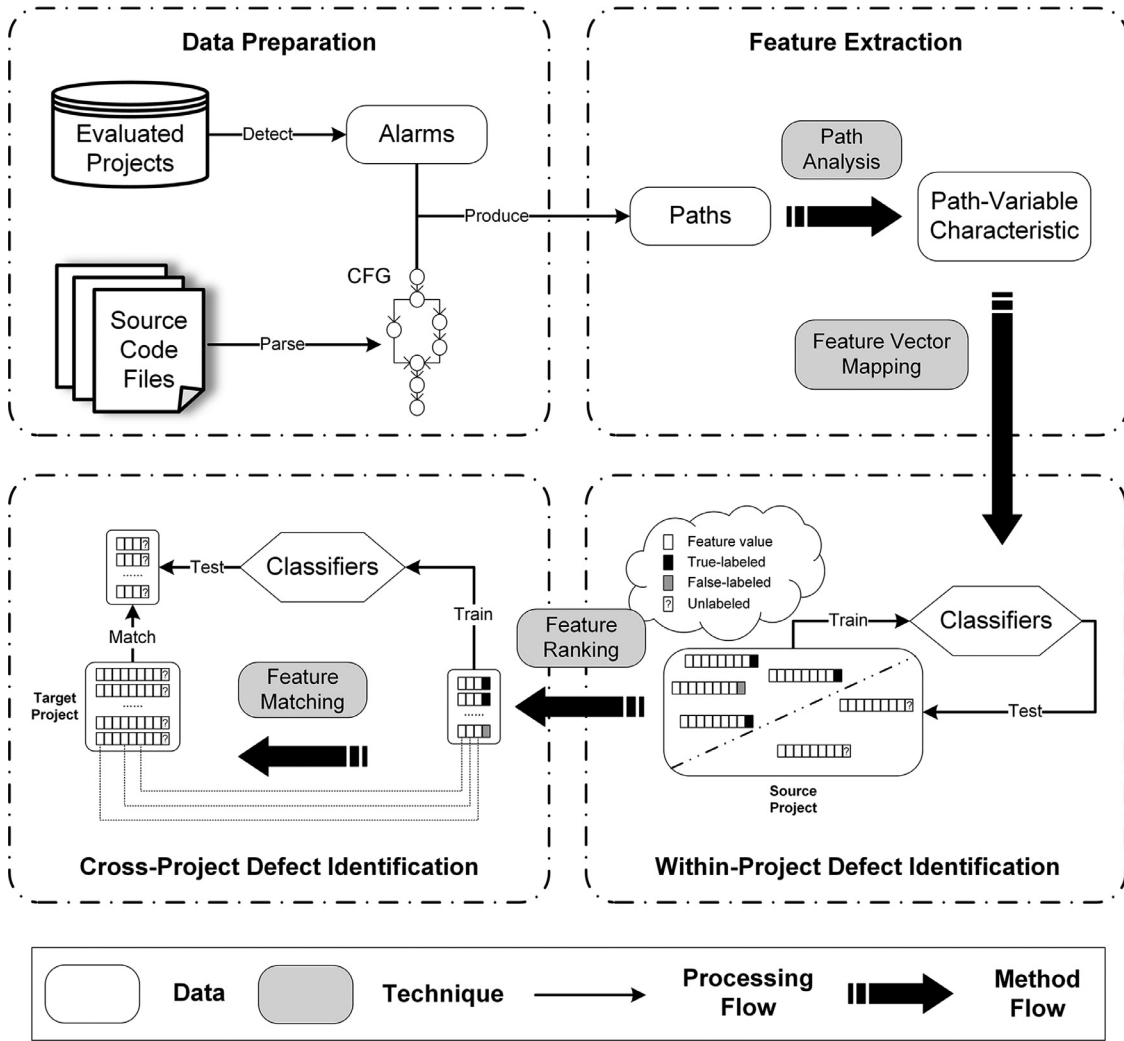 Data Preparation
Evaluated
Projects
Detect
Alarms
Produce
CFG
Source
Code
Files
Parse
Feature Extraction
Paths
Path
Analysis
Path-Variable
Characteristic
Feature Vector
Mapping
?
?
......
?
Test
Classifiers
Train
Match
Target
Project
?
?
......
?
?
Feature
Matching
......
Cross-Project Defect Identification
Feature
Ranking
Feature value
True-labeled
False-labeled
? Unlabeled
Train
Classifiers
Test
?
?
Source
Project
Within-Project Defect Identification
Data
Technique
Processing
Flow
Method
Flow